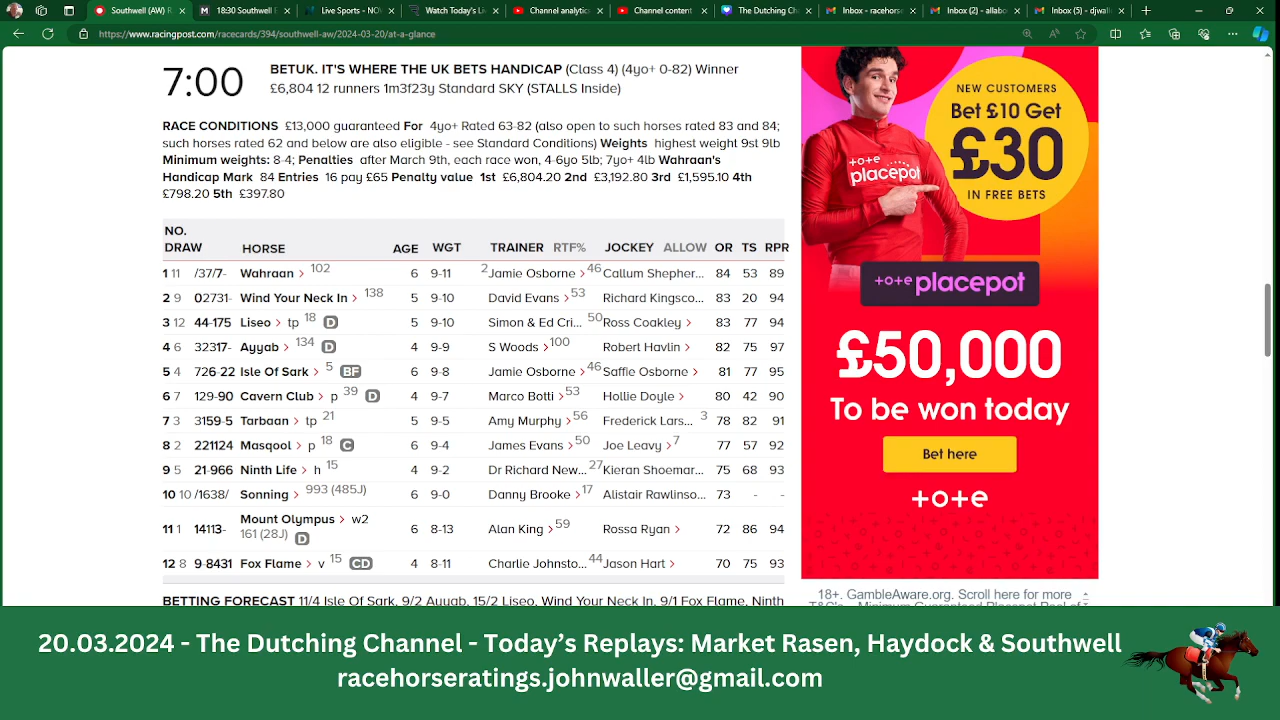 Southwell (AW) R
18:30 Southwell B
Live Sports - NOV
Watch Today's Liv
Channel analytics
Channel content
The Dutching Cha
Inbox - racehorse
Inbox (2) - allabo
Inbox (5) - djwalk
https://www.racingpost.com/racecards/394/southwell-aw/2024-03-20/at-a-glance
7:00
BETUK. IT'S WHERE THE UK BETS HANDICAP (Class 4) (4yo+ 0-82) Winner
£6,804 12 runners 1m3f23y Standard SKY (STALLS Inside)
RACE CONDITIONS £13,000 guaranteed For 4yo+ Rated 63-82 (also open to such horses rated 83 and 84;
such horses rated 62 and below are also eligible - see Standard Conditions) Weights highest weight 9st 9lb
Minimum weights: 8-4; Penalties after March 9th, each race won, 4-6yo 5lb; 7yo+ 4lb Wahraan's
Handicap Mark 84 Entries 16 pay £65 Penalty value 1st £6,804.20 2nd £3,192.80 3rd £1,595.10 4th
£798.20 5th £397.80
NO.
DRAW HORSE AGE WGT TRAINER RTF% JOCKEY ALLOW OR TS RPR
1 11 /37/7- Wahraan 102 6 9-11 2 Jamie Osborne 46 Callum Shepher... 84 53 89
2 9 02731- Wind Your Neck In 138 5 9-10 David Evans 53 Richard Kingsco... 83 20 94
3 12 44-175 Liseo tp 18 D 5 9-10 Simon & Ed Cri... 50 Ross Coakley 83 77 94
4 6 32317- Ayyab 134 D 4 9-9 S Woods 100 Robert Havlin 82 75 97
5 4 726-22 Isle Of Sark 5 BF 6 9-8 Jamie Osborne 46 Saffie Osborne 81 77 95
6 7 129-90 Cavern Club p 39 D 4 9-7 Marco Botti 53 Hollie Doyle 80 42 90
7 3 3159-5 Tarbaan tp 21 5 9-5 Amy Murphy 56 Frederick Lars... 3 78 82 91
8 2 221124 Masqool p 18 C 6 9-4 James Evans 50 Joe Leavy 7 77 57 92
9 5 21-966 Ninth Life h 15 4 9-2 Dr Richard New... 27 Kieran Shoemar... 75 68 93
10 10 /1638/ Sonning 993 (485J) 6 9-0 Danny Brooke 17 Alistair Rawlinso... 73 - -
11 1 14113- Mount Olympus w2 161 (28J) D 6 8-13 Alan King 59 Rossa Ryan 72 86 94
12 8 9-8431 Fox Flame v 15 CD 4 8-11 Charlie Johnsto... 44 Jason Hart 70 75 93
BETTING FORECAST 11/4 Isle Of Sark, 9/2 Ayyab, 15/2 Liseo, Wind Your Neck In, 9/1 Fox Flame, Ninth
NEW CUSTOMERS
Bet £10 Get
£30
IN FREE BETS
tote
placepot
tote placepot
£50,000
To be won today
Bet here
tote
18+. GambleAware.org. Scroll here for more
20.03.2024 - The Dutching Channel - Today's Replays: Market Rasen, Haydock & Southwell
racehorseratings.johnwaller@gmail.com